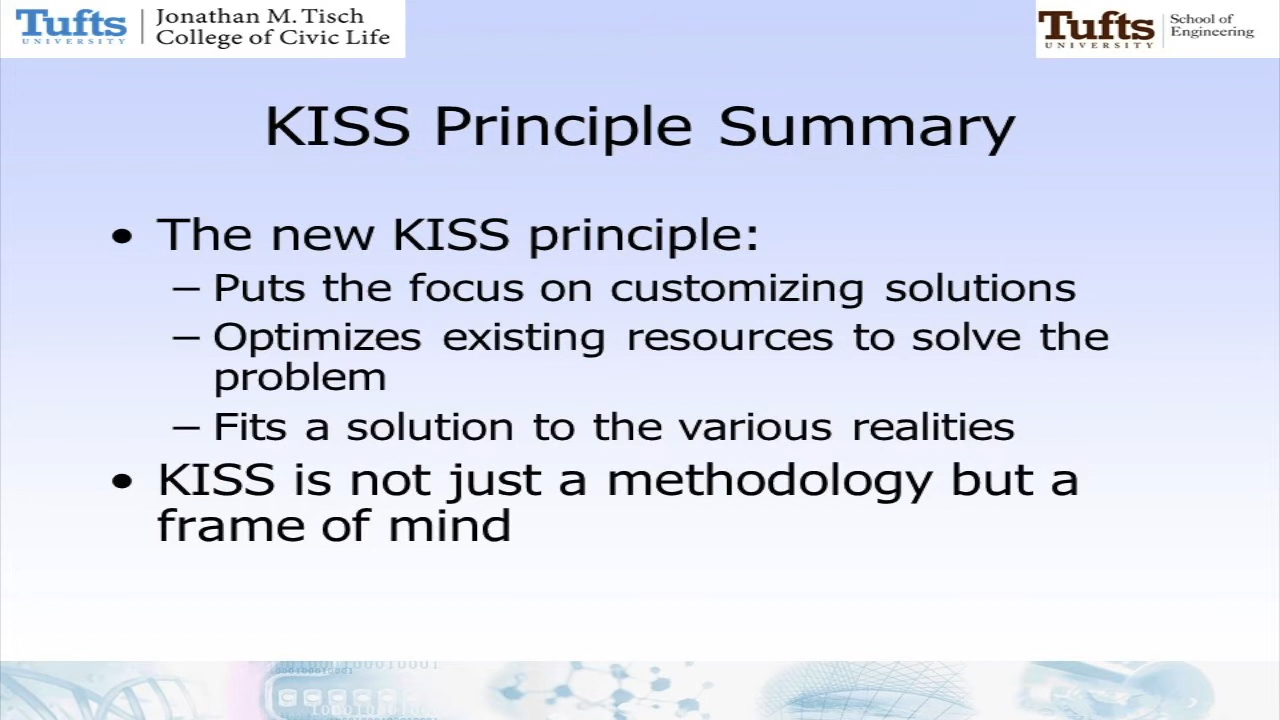 Tufts UNIVERSITY | Jonathan M. Tisch College of Civic Life
Tufts UNIVERSITY | School of Engineering
KISS Principle Summary
• The new KISS principle:
– Puts the focus on customizing solutions
– Optimizes existing resources to solve the
problem
– Fits a solution to the various realities
• KISS is not just a methodology but a
frame of mind